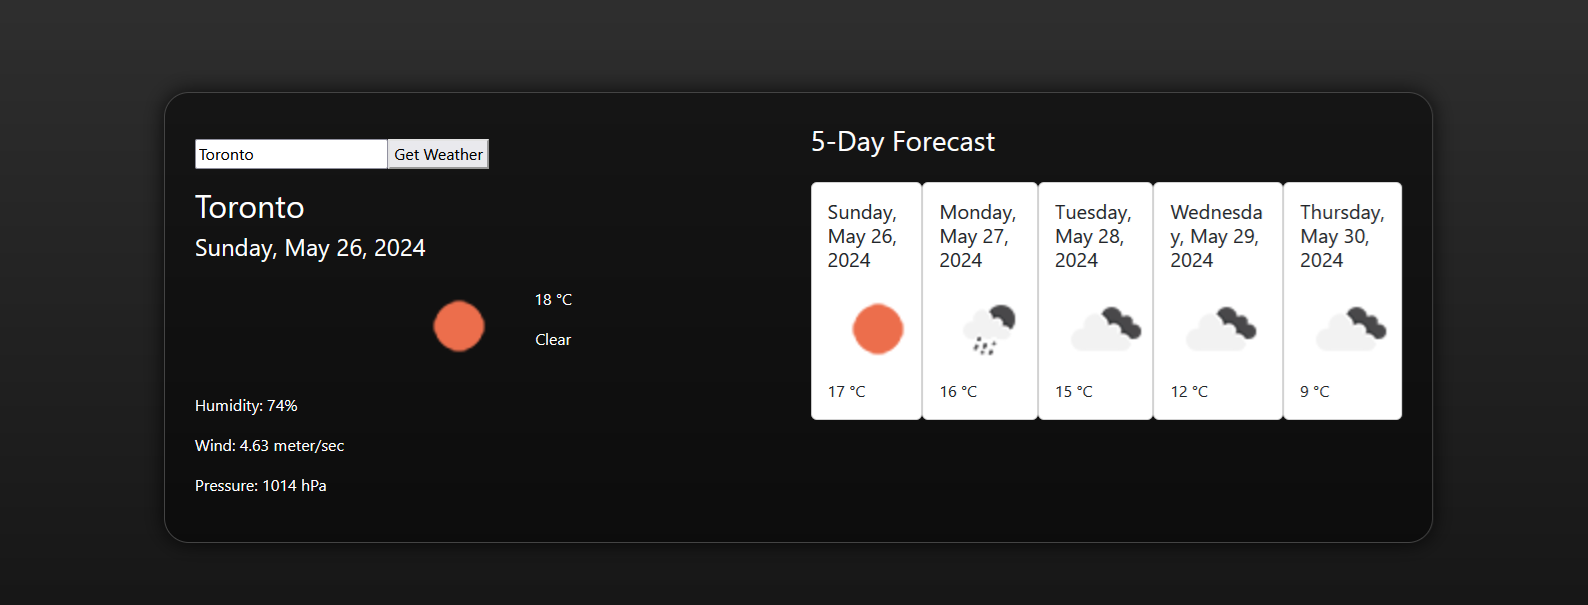 Toronto
Get Weather
Toronto
Sunday, May 26, 2024
18 °C
Clear
Humidity: 74%
Wind: 4.63 meter/sec
Pressure: 1014 hPa
5-Day Forecast
Sunday,
May 26,
2024
17 °C
Monday,
May 27,
2024
16 °C
Tuesday,
May 28,
2024
15 °C
Wednesda
y, May 29,
2024
12 °C
Thursday,
May 30,
2024
9 °C